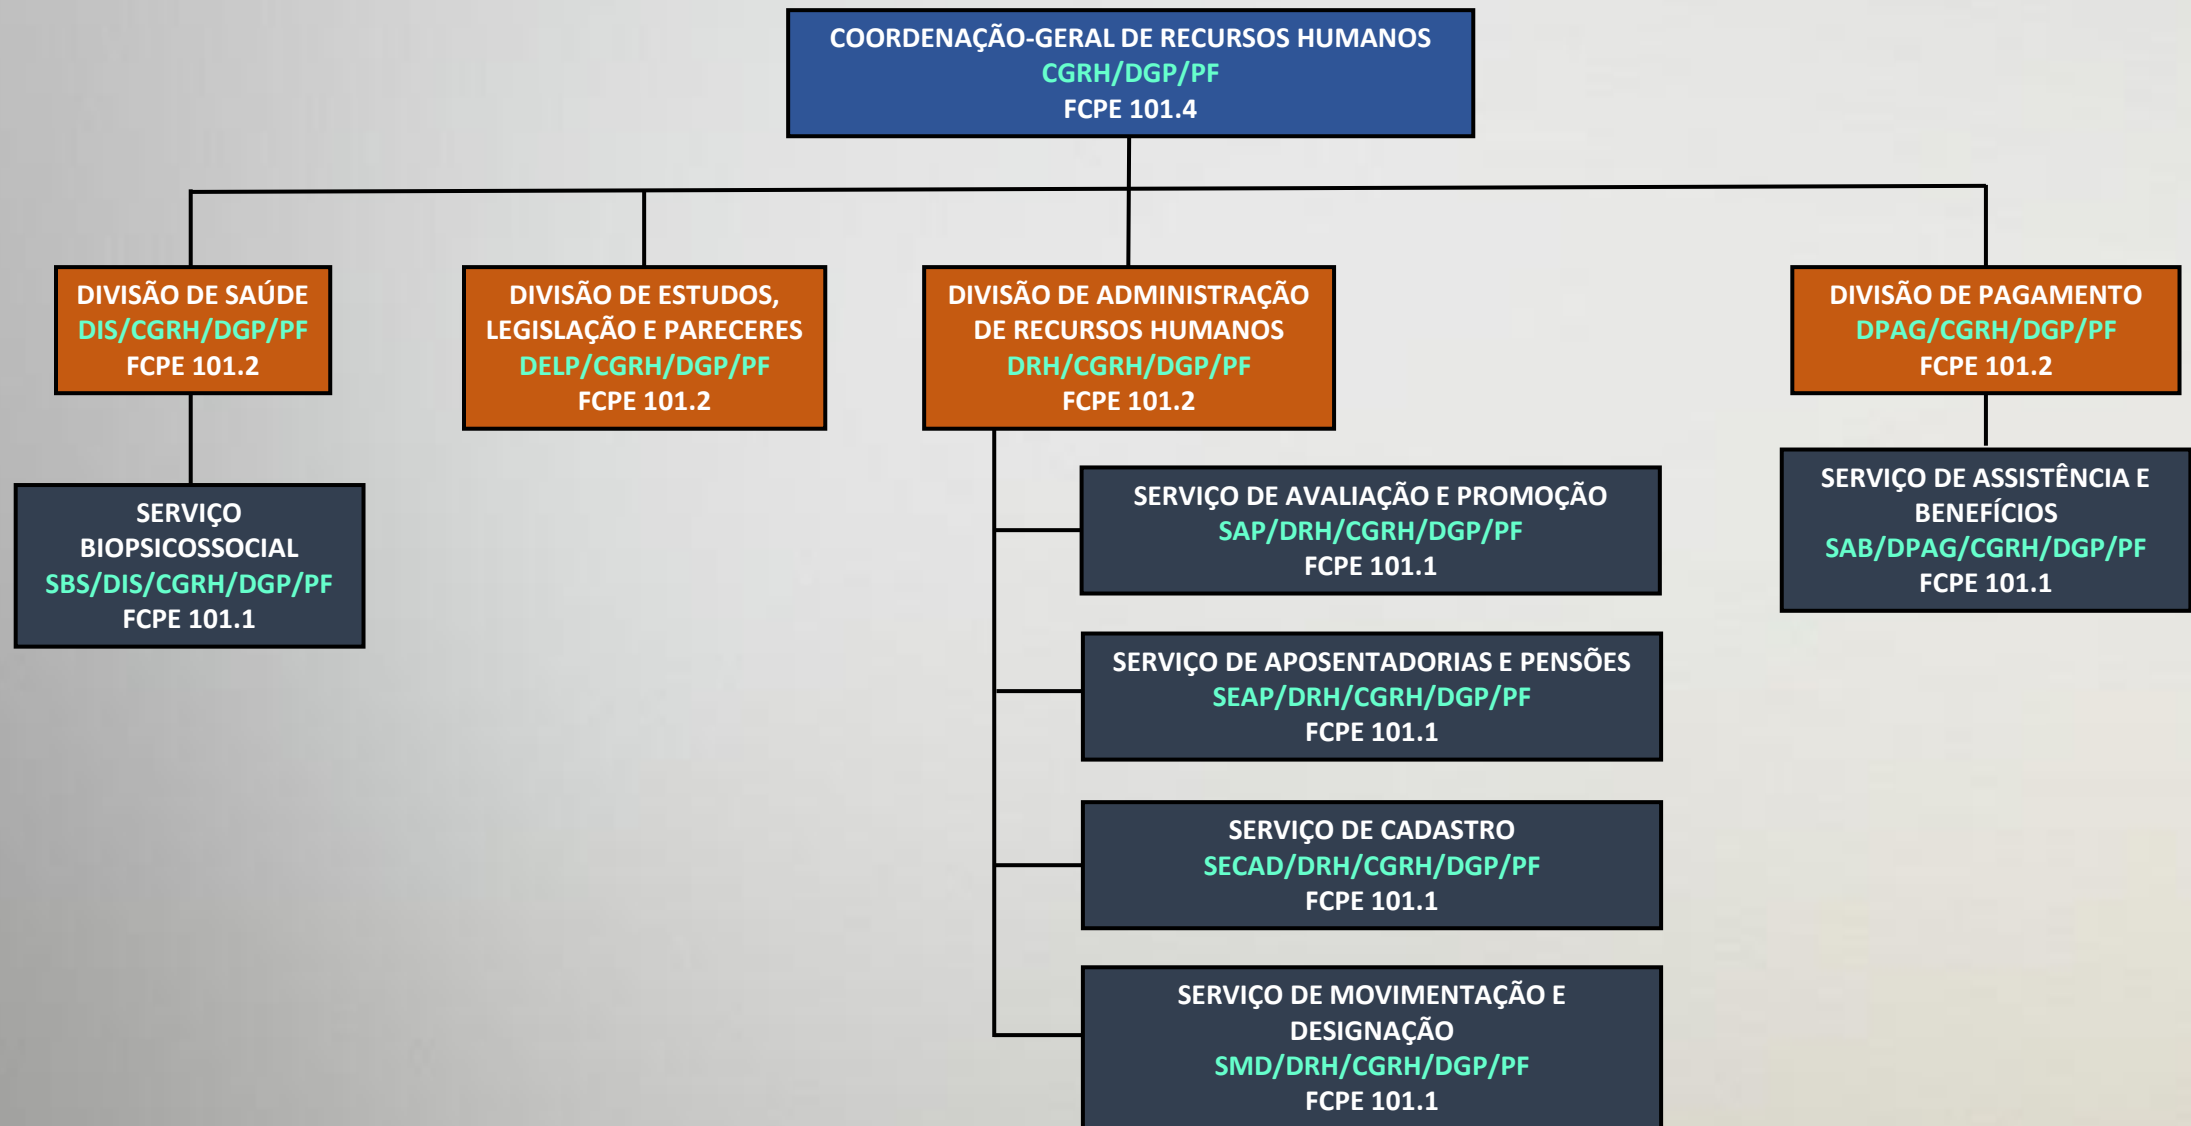 COORDENAÇÃO-GERAL DE RECURSOS HUMANOS
CGRH/DGP/PF
FCPE 101.4
DIVISÃO DE SAÚDE
DIS/CGRH/DGP/PF
FCPE 101.2
DIVISÃO DE ESTUDOS,
LEGISLAÇÃO E PARECERES
DELP/CGRH/DGP/PF
FCPE 101.2
DIVISÃO DE ADMINISTRAÇÃO
DE RECURSOS HUMANOS
DRH/CGRH/DGP/PF
FCPE 101.2
DIVISÃO DE PAGAMENTO
DPAG/CGRH/DGP/PF
FCPE 101.2
SERVIÇO
BIOPSICOSSOCIAL
SBS/DIS/CGRH/DGP/PF
FCPE 101.1
SERVIÇO DE AVALIAÇÃO E PROMOÇÃO
SAP/DRH/CGRH/DGP/PF
FCPE 101.1
SERVIÇO DE APOSENTADORIAS E PENSÕES
SEAP/DRH/CGRH/DGP/PF
FCPE 101.1
SERVIÇO DE CADASTRO
SECAD/DRH/CGRH/DGP/PF
FCPE 101.1
SERVIÇO DE MOVIMENTAÇÃO E
DESIGNAÇÃO
SMD/DRH/CGRH/DGP/PF
FCPE 101.1
SERVIÇO DE ASSISTÊNCIA E
BENEFÍCIOS
SAB/DPAG/CGRH/DGP/PF
FCPE 101.1